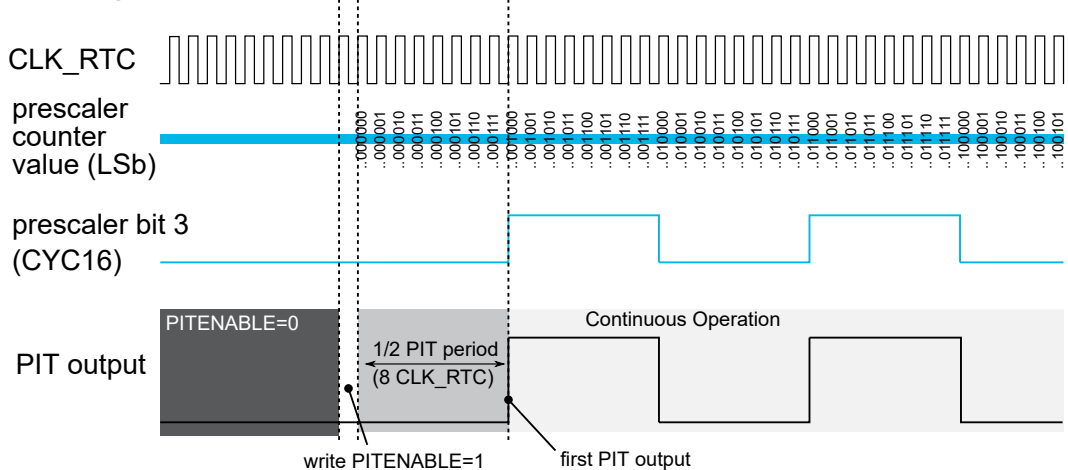 CLK_RTC
prescaler
counter
value (LSb)
..000000
..000001
..000010
..000011
..000100
..000101
..000110
..000111
..001000
..001001
..001010
..001011
..001100
..001101
..001110
..001111
..010000
..010001
..010010
..010011
..010100
..010101
..010110
..010111
..011000
..011001
..011010
..011011
..011100
..011101
..011110
..011111
..100000
..100001
..100010
..100011
..100100
..100101
prescaler bit 3
(CYC16)
PITENABLE=0
Continuous Operation
PIT output
1/2 PIT period
(8 CLK_RTC)
write PITENABLE=1
first PIT output